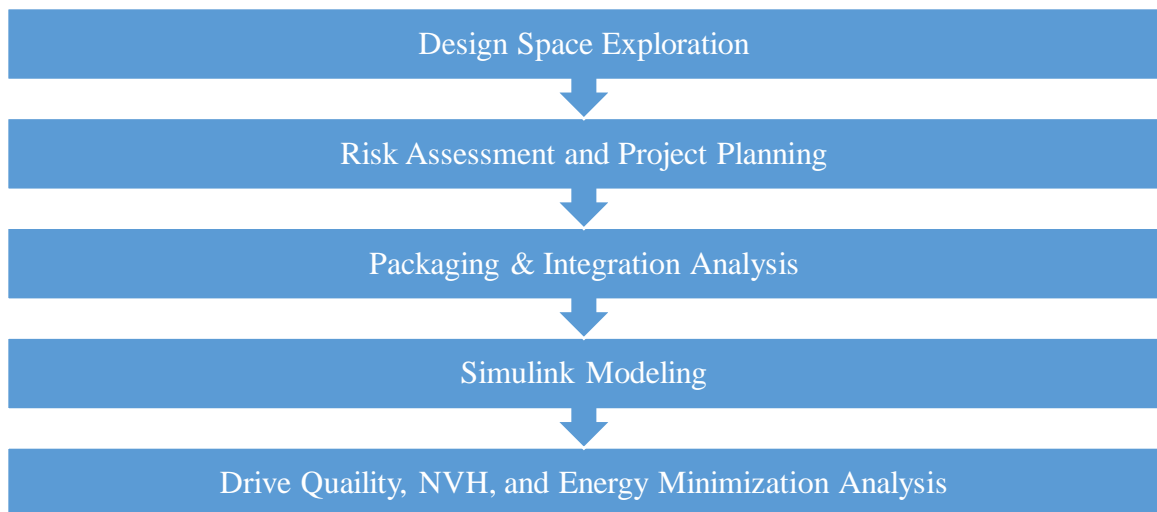 Design Space Exploration
Risk Assessment and Project Planning
Packaging & Integration Analysis
Simulink Modeling
Drive Quaility, NVH, and Energy Minimization Analysis